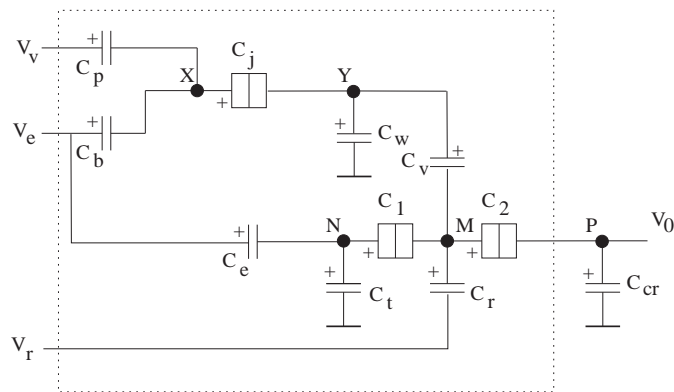 V_v + C_p X C_j + Y
V_e + C_b + C_w C_v +
N C_1 M C_2 P V_0
+ C_e + + C_t + C_r + + C_cr
V_r